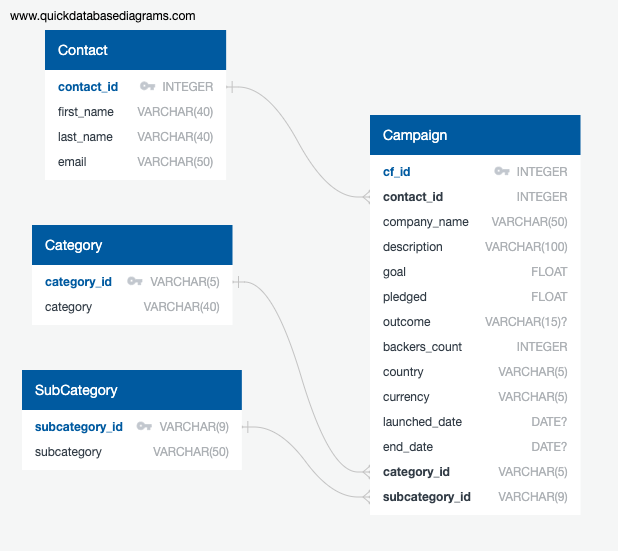 www.quickdatabasediagrams.com
Contact
contact_id INTEGER
first_name VARCHAR(40)
last_name VARCHAR(40)
email VARCHAR(50)
Category
category_id VARCHAR(5)
category VARCHAR(40)
SubCategory
subcategory_id VARCHAR(9)
subcategory VARCHAR(50)
Campaign
cf_id INTEGER
contact_id INTEGER
company_name VARCHAR(50)
description VARCHAR(100)
goal FLOAT
pledged FLOAT
outcome VARCHAR(15)?
backers_count INTEGER
country VARCHAR(5)
currency VARCHAR(5)
launched_date DATE?
end_date DATE?
category_id VARCHAR(5)
subcategory_id VARCHAR(9)